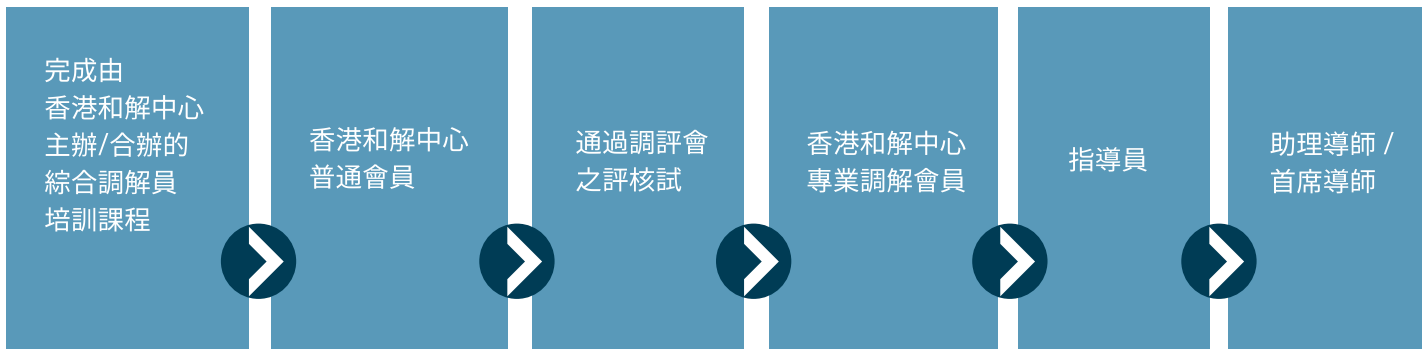 完成由
香港和解中心
主辦/合辦的
綜合調解員
培訓課程
香港和解中心
普通會員
通過調評會
之評核試
香港和解中心
專業調解會員
指導員
助理導師 /
首席導師